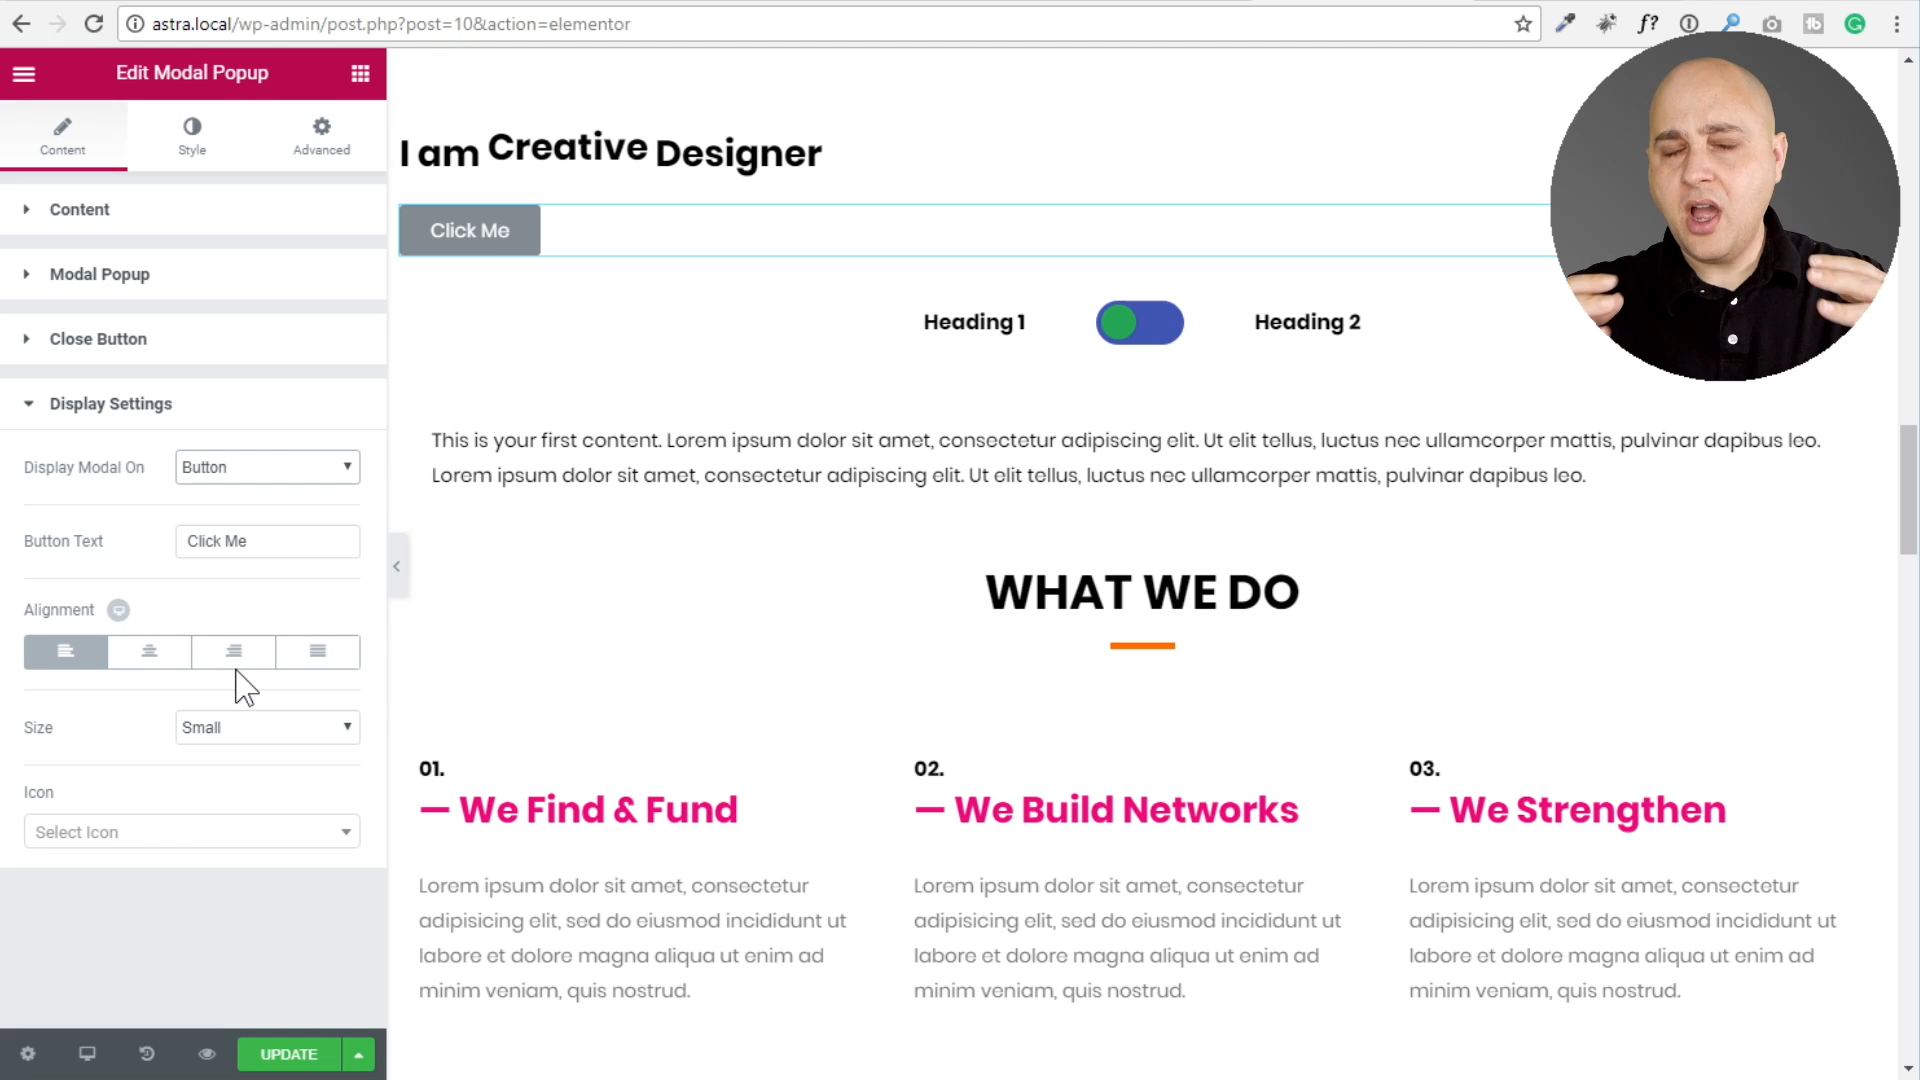 astra.local/wp-admin/post.php?post=10&action=elementor
f?
tb
G
Edit Modal Popup
Content
Style
Advanced
Content
Modal Popup
Close Button
Display Settings
Display Modal On
Button
Button Text
Click Me
Alignment
Size
Small
Icon
Select Icon
UPDATE
I am Creative Designer
Click Me
Heading 1
Heading 2
This is your first content. Lorem ipsum dolor sit amet, consectetur adipiscing elit. Ut elit tellus, luctus nec ullamcorper mattis, pulvinar dapibus leo.
Lorem ipsum dolor sit amet, consectetur adipiscing elit. Ut elit tellus, luctus nec ullamcorper mattis, pulvinar dapibus leo.
WHAT WE DO
01.
— We Find & Fund
Lorem ipsum dolor sit amet, consectetur
adipisicing elit, sed do eiusmod incididunt ut
labore et dolore magna aliqua ut enim ad
minim veniam, quis nostrud.
02.
— We Build Networks
Lorem ipsum dolor sit amet, consectetur
adipisicing elit, sed do eiusmod incididunt ut
labore et dolore magna aliqua ut enim ad
minim veniam, quis nostrud.
03.
— We Strengthen
Lorem ipsum dolor sit amet, consectetur
adipisicing elit, sed do eiusmod incididunt ut
labore et dolore magna aliqua ut enim ad
minim veniam, quis nostrud.